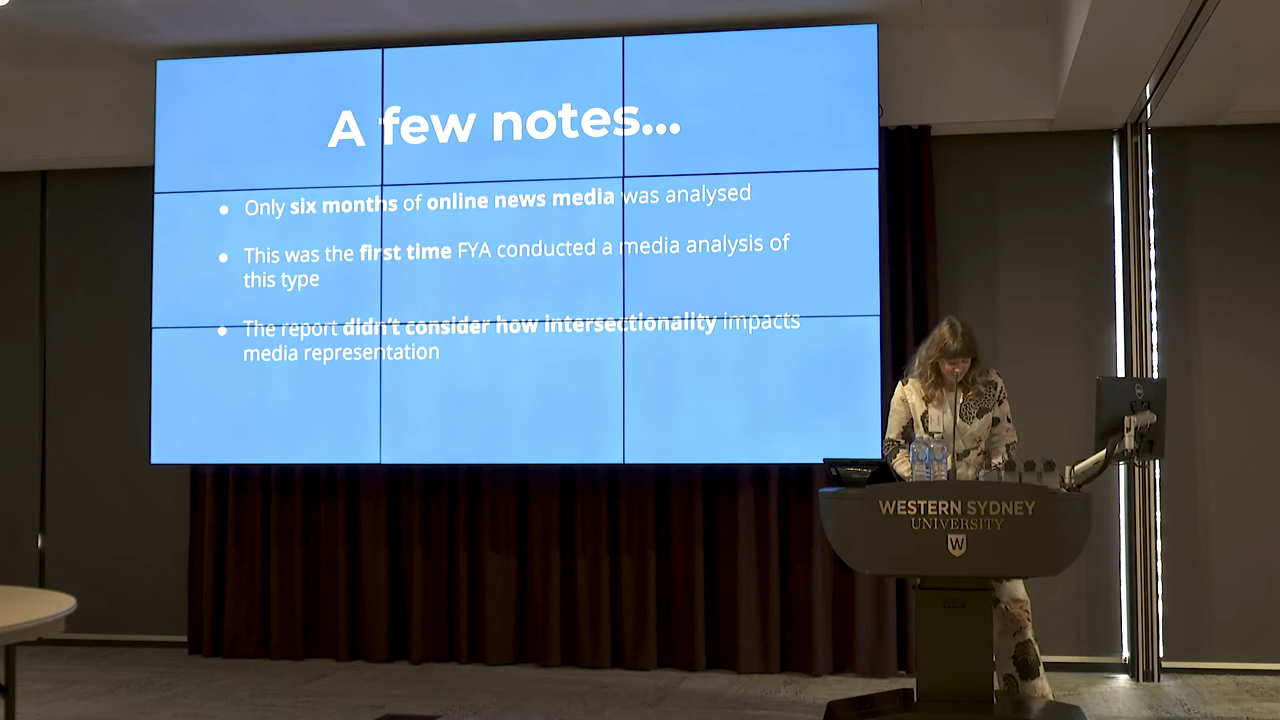 A few notes...
● Only six months of online news media was analysed
● This was the first time FYA conducted a media analysis of
this type
● The report didn't consider how intersectionality impacts
media representation
WESTERN SYDNEY
UNIVERSITY
W